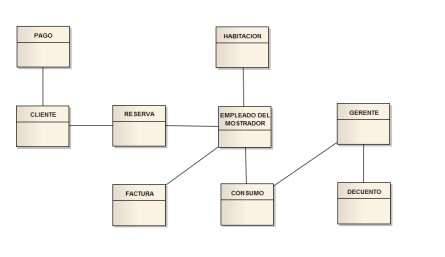 PAGO
HABITACION
CLIENTE
RESERVA
EMPLEADO DEL
MOSTRADOR
GERENTE
FACTURA
CONSUMO
DECUENTO